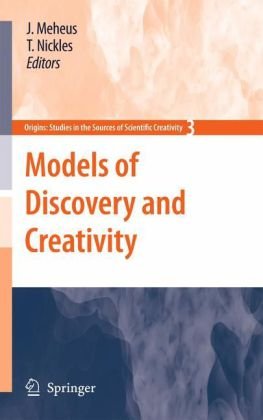 J. Meheus
T. Nickles
Editors
Origins: Studies in the Sources of Scientific Creativity 3
Models of
Discovery and
Creativity
Springer